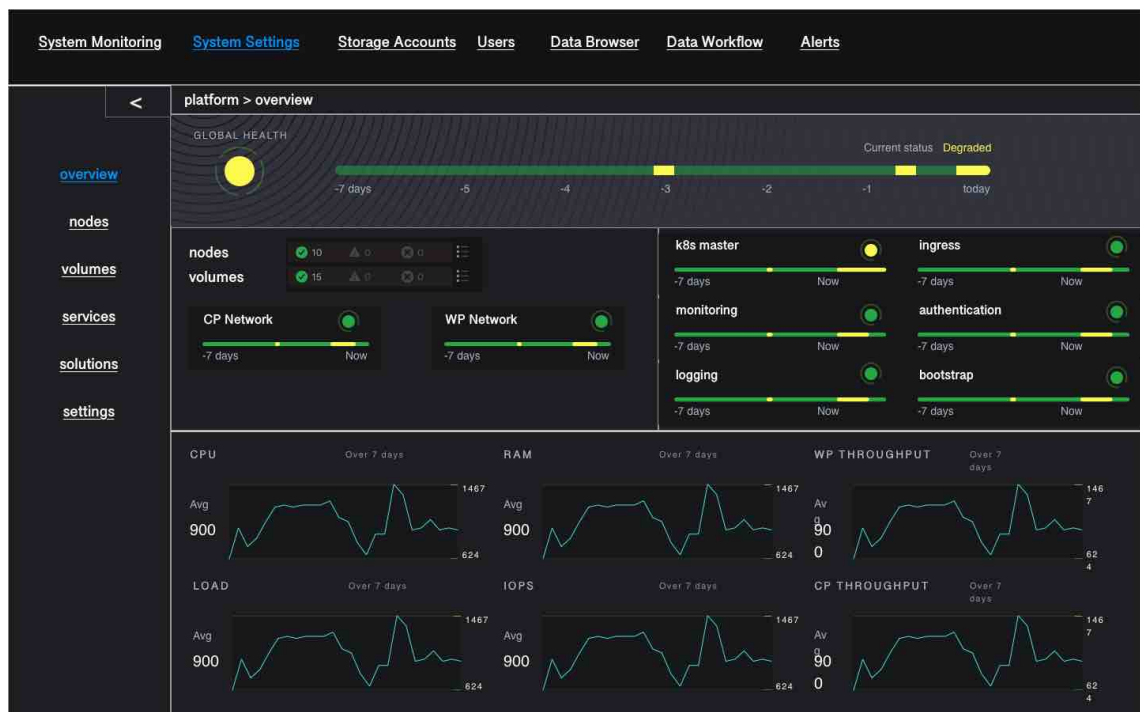 System Monitoring System Settings Storage Accounts Users Data Browser Data Workflow Alerts
< platform > overview
GLOBAL HEALTH
Current status Degraded
-7 days -5 -4 -3 -2 -1 today
overview
nodes
volumes
services
solutions
settings
nodes 10 0 0
volumes 15 0 0
CP Network
-7 days Now
WP Network
-7 days Now
k8s master
-7 days Now
ingress
-7 days Now
monitoring
-7 days Now
authentication
-7 days Now
logging
-7 days Now
bootstrap
-7 days Now
CPU Over 7 days
1467
Avg
900
624
RAM Over 7 days
1467
Avg
900
624
WP THROUGHPUT Over 7
days
146
7
Av
g
90
0
62
4
LOAD Over 7 days
1467
Avg
900
624
IOPS Over 7 days
1467
Avg
900
624
CP THROUGHPUT Over 7
days
146
7
Av
g
90
0
62
4